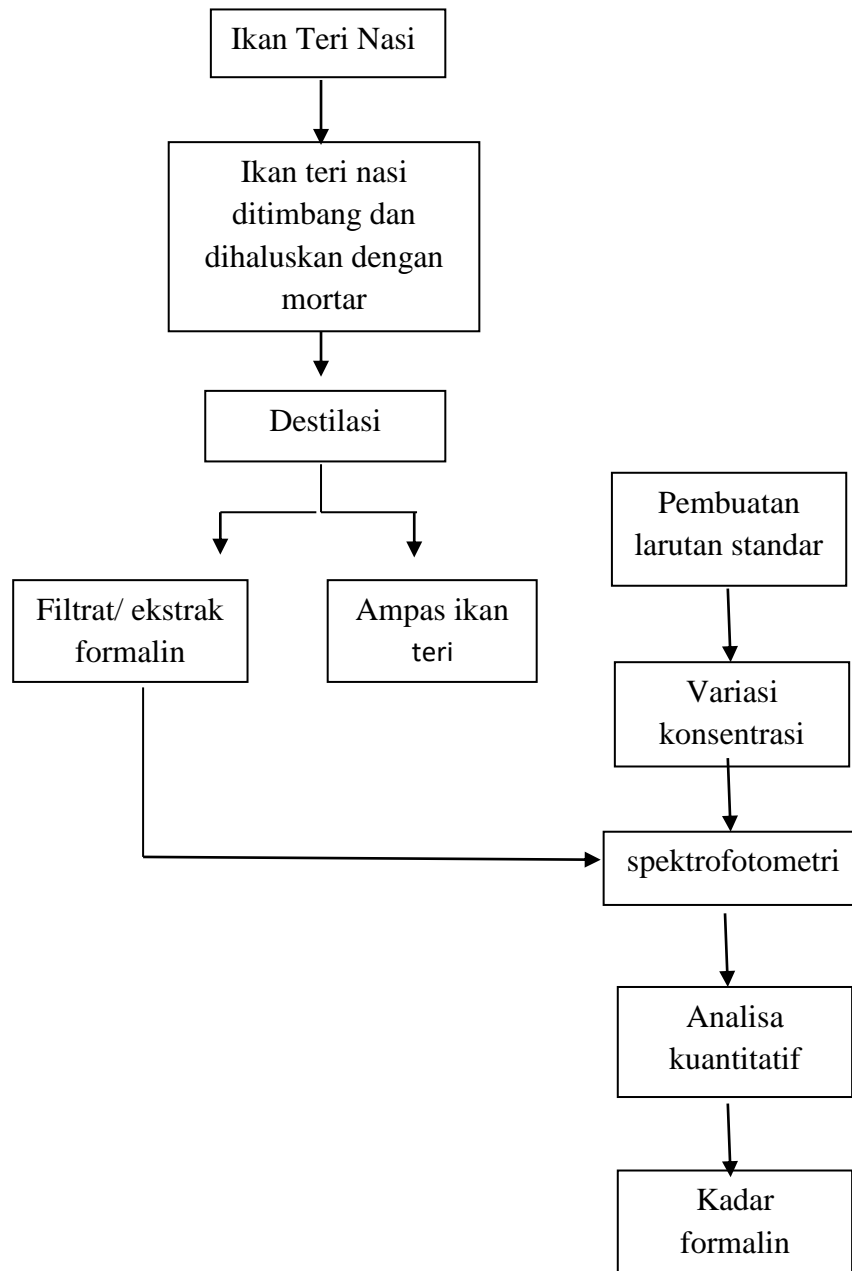 Ikan Teri Nasi
Ikan teri nasi
ditimbang dan
dihaluskan dengan
mortar
Destilasi
Filtrat/ ekstrak
formalin
Ampas ikan
teri
Pembuatan
larutan standar
Variasi
konsentrasi
spektrofotometri
Analisa
kuantitatif
Kadar
formalin